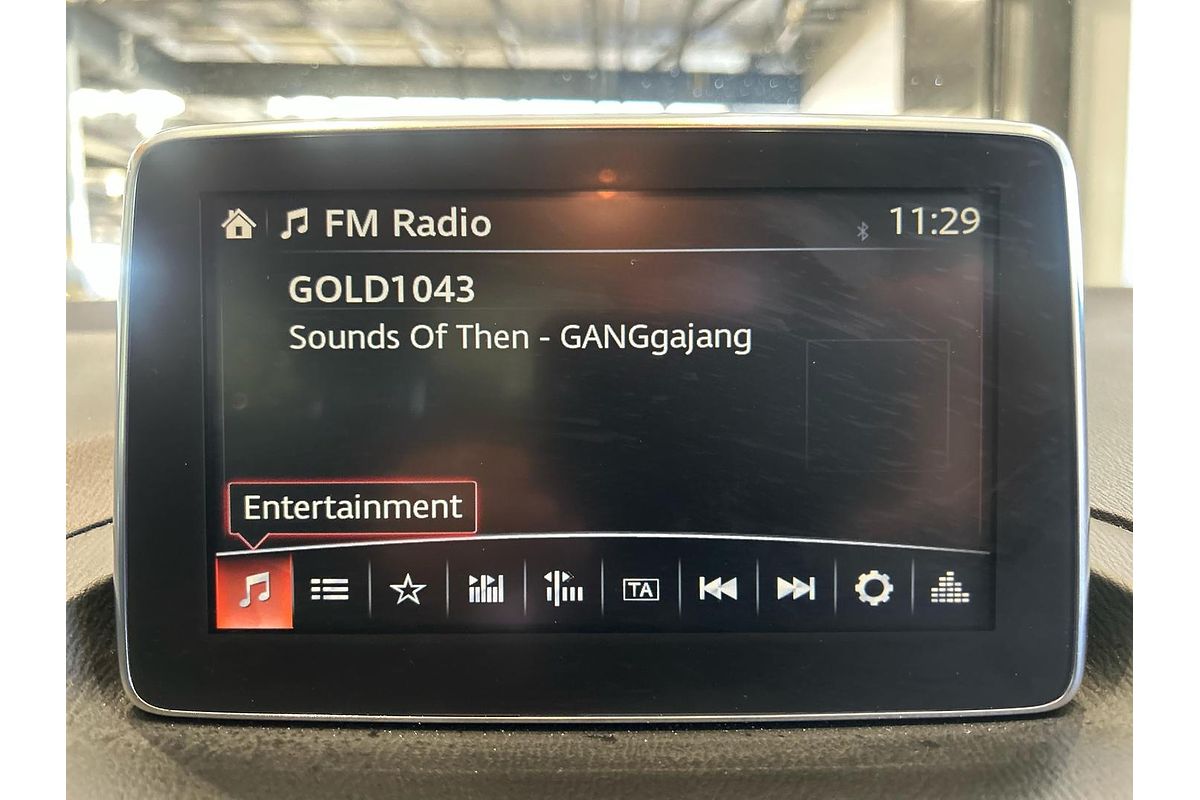 FM Radio
11:29
GOLD1043
Sounds Of Then - GANGgajang
Entertainment
TA